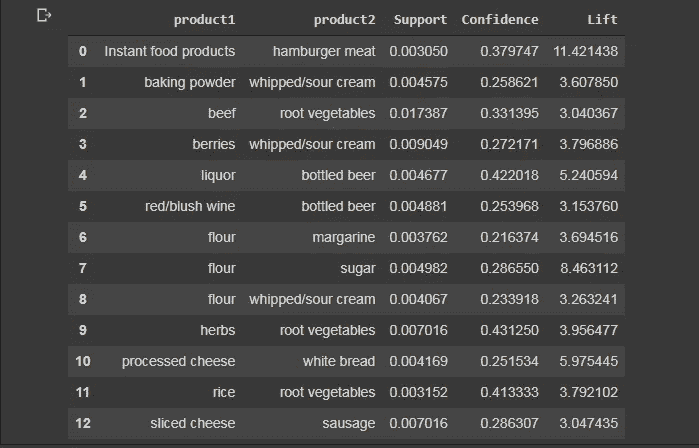 product1 product2 Support Confidence Lift
0 Instant food products hamburger meat 0.003050 0.379747 11.421438
1 baking powder whipped/sour cream 0.004575 0.258621 3.607850
2 beef root vegetables 0.017387 0.331395 3.040367
3 berries whipped/sour cream 0.009049 0.272171 3.796886
4 liquor bottled beer 0.004677 0.422018 5.240594
5 red/blush wine bottled beer 0.004881 0.253968 3.153760
6 flour margarine 0.003762 0.216374 3.694516
7 flour sugar 0.004982 0.286550 8.463112
8 flour whipped/sour cream 0.004067 0.233918 3.263241
9 herbs root vegetables 0.007016 0.431250 3.956477
10 processed cheese white bread 0.004169 0.251534 5.975445
11 rice root vegetables 0.003152 0.413333 3.792102
12 sliced cheese sausage 0.007016 0.286307 3.047435